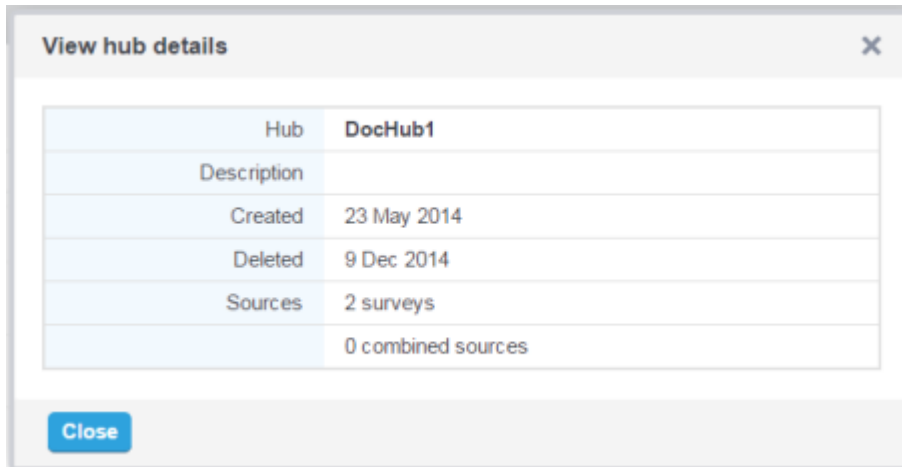 View hub details
Hub DocHub1
Description
Created 23 May 2014
Deleted 9 Dec 2014
Sources 2 surveys
0 combined sources
Close